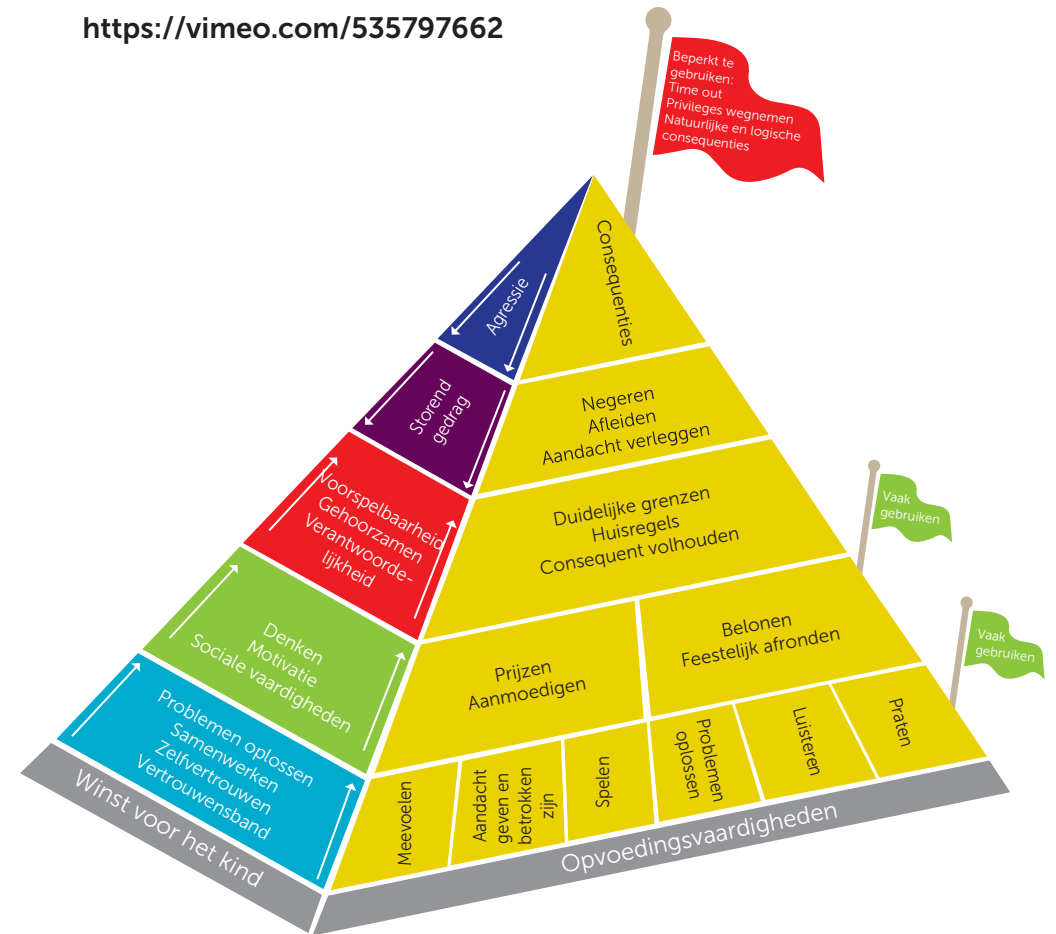 https://vimeo.com/535797662
Beperkt te
gebruiken:
Time out
Privileges wegnemen
Natuurlijke en logische
consequenties
Consequenties
Agressie
Negeren
Afleiden
Aandacht verleggen
Storend
gedrag
Duidelijke grenzen
Huisregels
Consequent volhouden
Voorspelbaarheid
Gehoorzamen
Verantwoorde-
lijkheid
Vaak
gebruiken
Prijzen
Aanmoedigen
Belonen
Feestelijk afronden
Denken
Motivatie
Sociale vaardigheden
Vaak
gebruiken
Problemen oplossen
Samenwerken
Zelfvertrouwen
Vertrouwensband
Meevoelen
Aandacht
geven en
betrokken
zijn
Spelen
Problemen
oplossen
Luisteren
Praten
Winst voor het kind
Opvoedingsvaardigheden